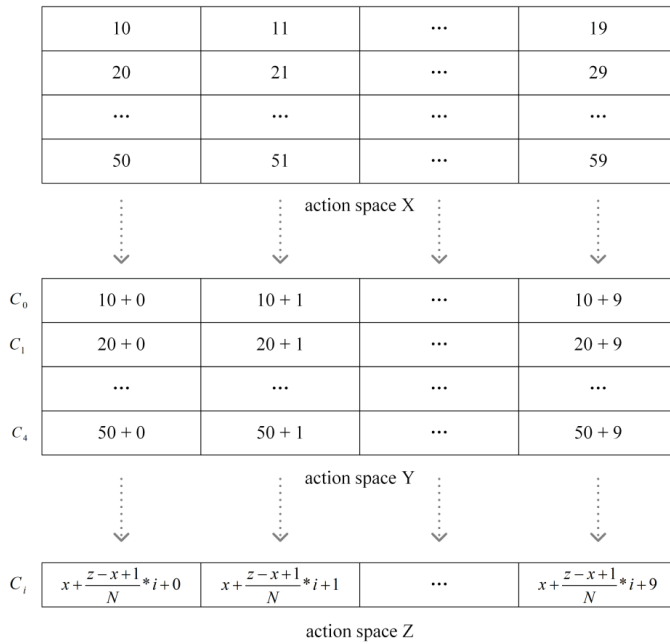 10 11 ... 19
20 21 ... 29
... ... ... ...
50 51 ... 59
action space X
C₀ 10 + 0 10 + 1 ... 10 + 9
C₁ 20 + 0 20 + 1 ... 20 + 9
... ... ... ...
C₄ 50 + 0 50 + 1 ... 50 + 9
action space Y
Cᵢ x + (z − x + 1)/N * i + 0 x + (z − x + 1)/N * i + 1 ... x + (z − x + 1)/N * i + 9
action space Z